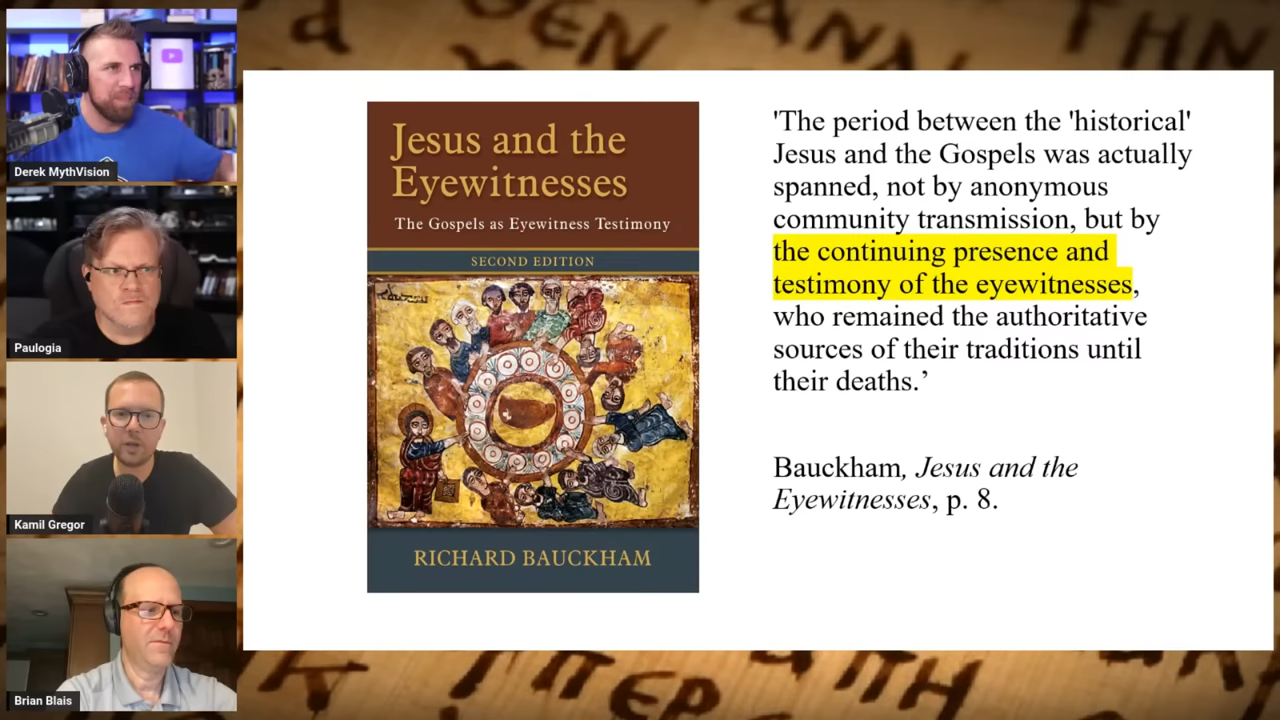 Derek MythVision
Paulogia
Kamil Gregor
Brian Blais
Jesus and the
Eyewitnesses
The Gospels as Eyewitness Testimony
SECOND EDITION
RICHARD BAUCKHAM
'The period between the 'historical'
Jesus and the Gospels was actually
spanned, not by anonymous
community transmission, but by
the continuing presence and
testimony of the eyewitnesses,
who remained the authoritative
sources of their traditions until
their deaths.’
Bauckham, Jesus and the
Eyewitnesses, p. 8.